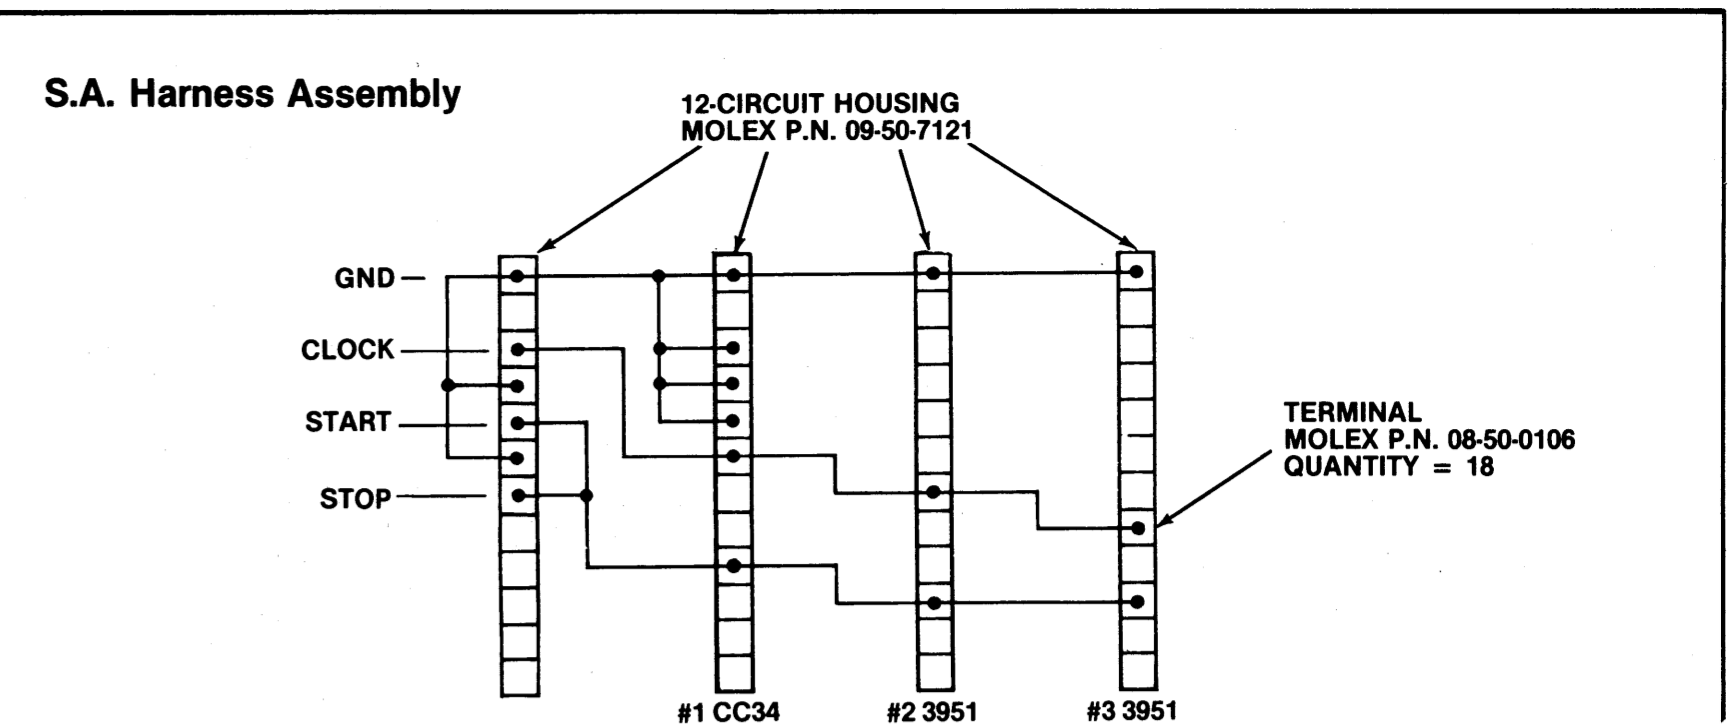 S.A. Harness Assembly
12-CIRCUIT HOUSING
MOLEX P.N. 09-50-7121
GND
CLOCK
START
STOP
TERMINAL
MOLEX P.N. 08-50-0106
QUANTITY = 18
#1 CC34
#2 3951
#3 3951